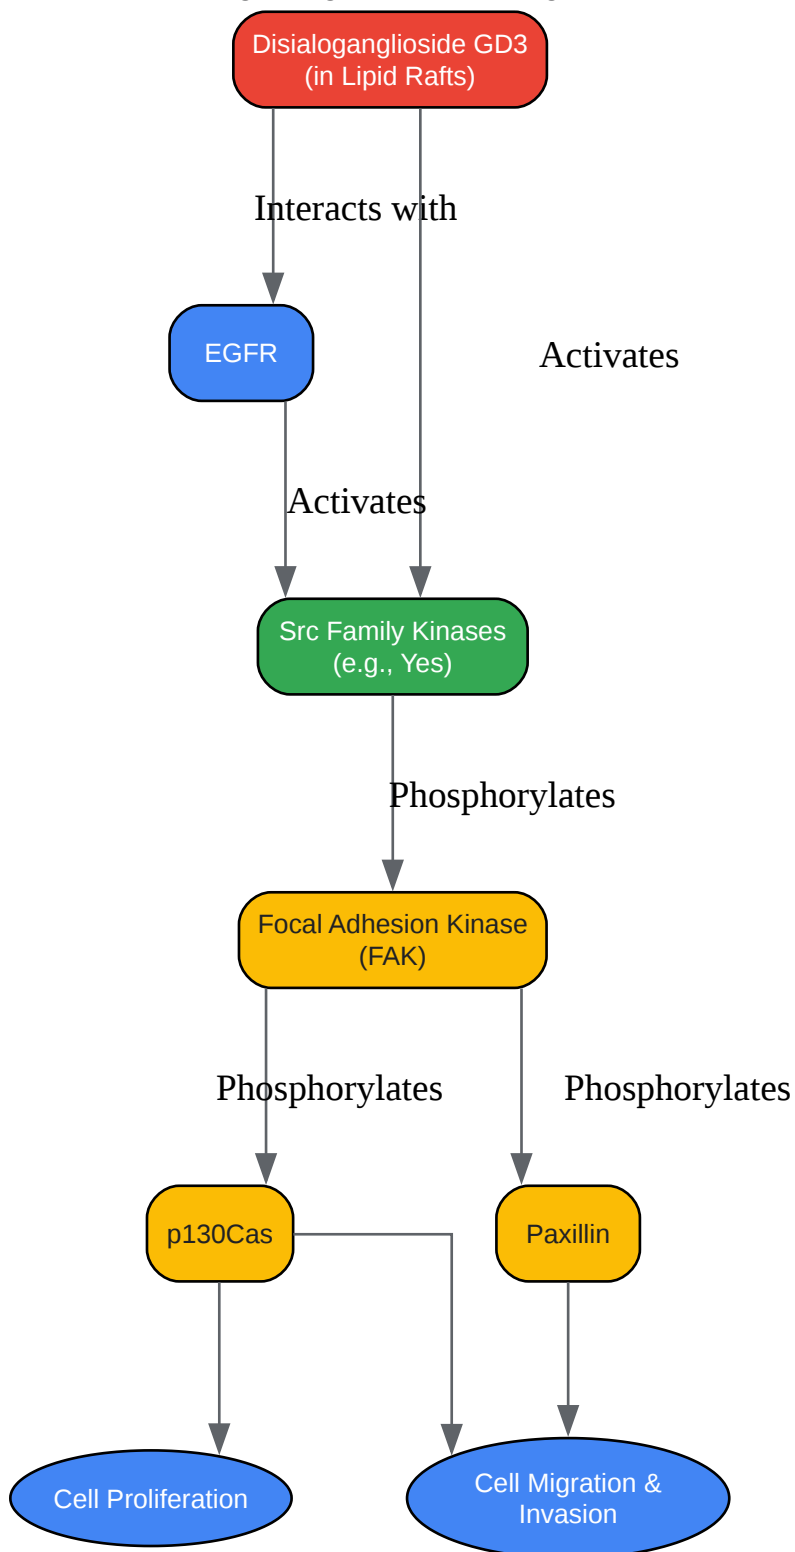 Disialoganglioside GD3
(in Lipid Rafts)
Interacts with
EGFR
Activates
Activates
Src Family Kinases
(e.g., Yes)
Phosphorylates
Focal Adhesion Kinase
(FAK)
Phosphorylates
Phosphorylates
p130Cas
Paxillin
Cell Proliferation
Cell Migration &
Invasion